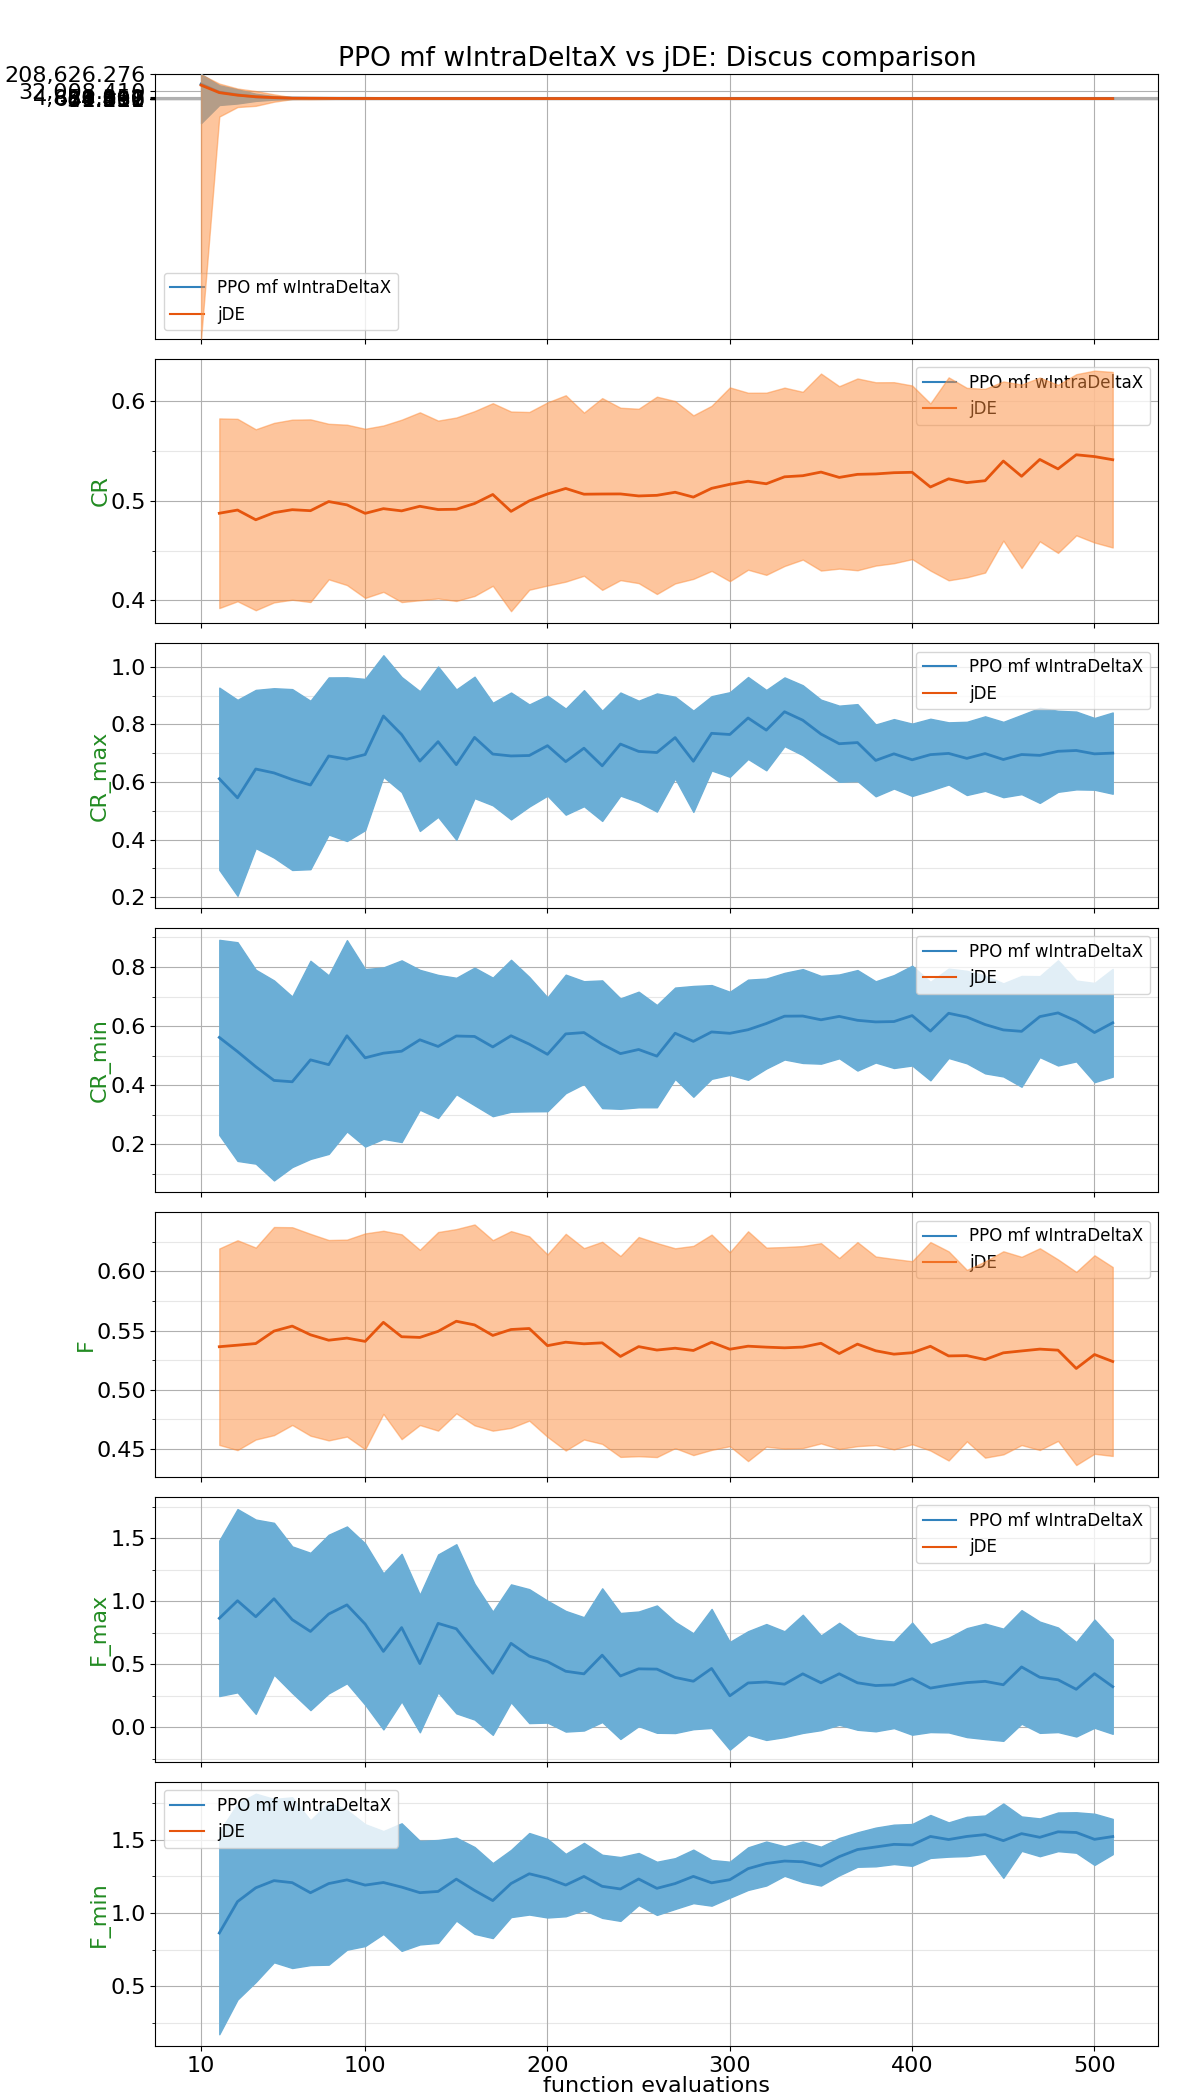 PPO mf wIntraDeltaX vs jDE: Discus comparison
208,626.276
PPO mf wIntraDeltaX
jDE
PPO mf wIntraDeltaX
jDE
0.6
0.5
0.4
CR
PPO mf wIntraDeltaX
jDE
1.0
0.8
0.6
0.4
0.2
CR_max
PPO mf wIntraDeltaX
jDE
0.8
0.6
0.4
0.2
CR_min
PPO mf wIntraDeltaX
jDE
0.60
0.55
0.50
0.45
F
PPO mf wIntraDeltaX
jDE
1.5
1.0
0.5
0.0
F_max
PPO mf wIntraDeltaX
jDE
1.5
1.0
0.5
F_min
10 100 200 300 400 500
function evaluations